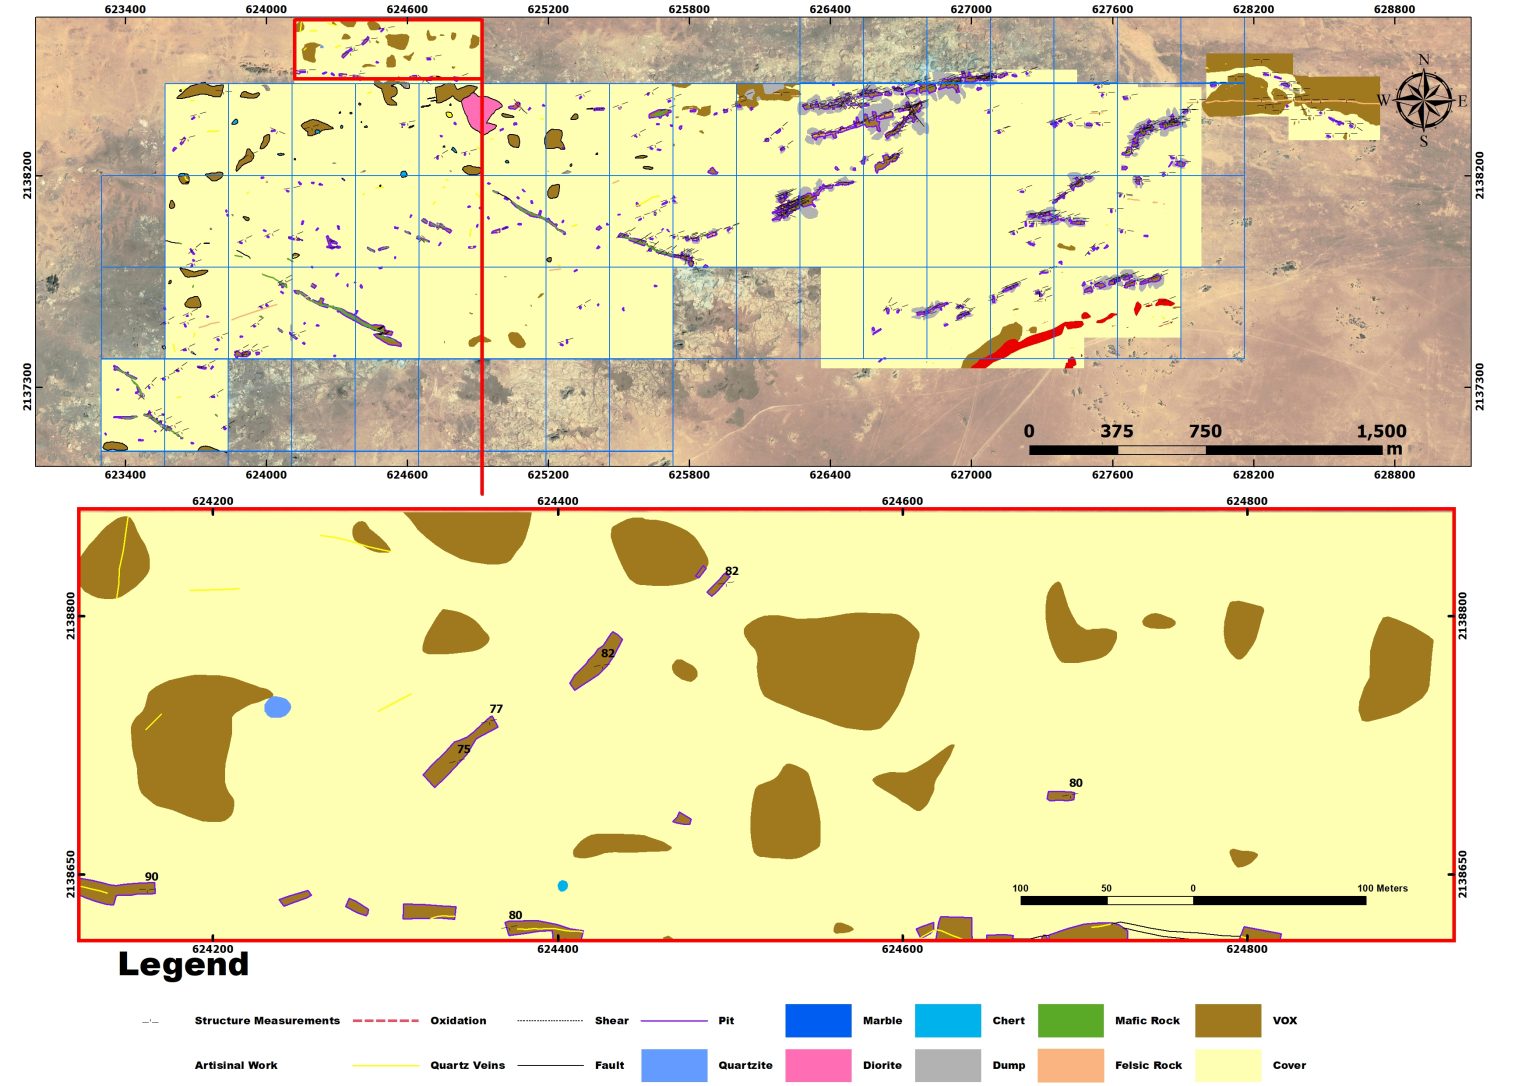 623400 624000 624600 625200 625800 626400 627000 627600 628200 628800
N
W E
S
2138200 2138200
2137300 2137300
0 375 750 1,500
m
623400 624000 624600 625200 625800 626400 627000 627600 628200 628800
624200 624400 624600 624800
82
2138800 2138800
82
77
75
80
2138650 2138650
90
100 50 0 100 Meters
80
624200 624400 624600 624800
Legend
Structure Measurements Oxidation Shear Pit Marble Chert Mafic Rock VOX
Artisinal Work Quartz Veins Fault Quartzite Diorite Dump Felsic Rock Cover